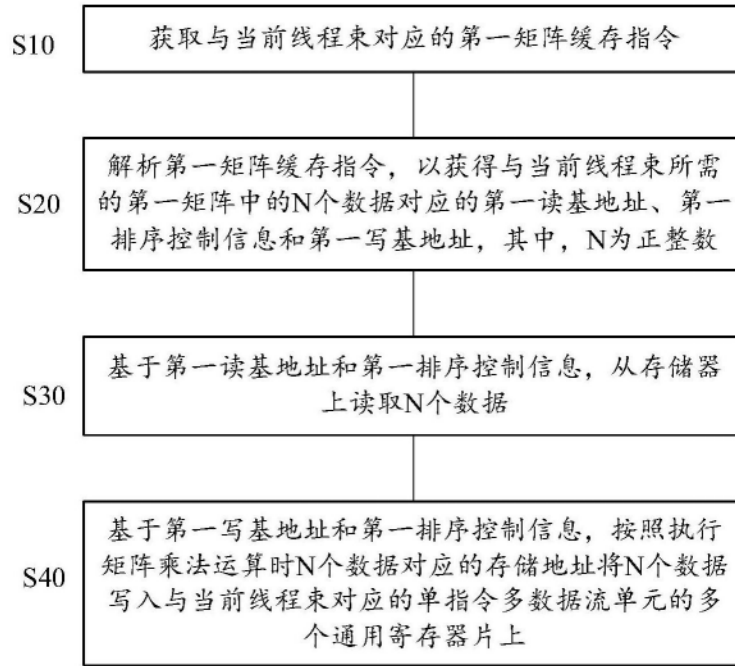 S10
获取与当前线程束对应的第一矩阵缓存指令
S20
解析第一矩阵缓存指令，以获得与当前线程束所需
的第一矩阵中的N个数据对应的第一读基地址、第一
排序控制信息和第一写基地址，其中，N为正整数
S30
基于第一读基地址和第一排序控制信息，从存储器
上读取N个数据
S40
基于第一写基地址和第一排序控制信息，按照执行
矩阵乘法运算时N个数据对应的存储地址将N个数据
写入与当前线程束对应的单指令多数据流单元的多
个通用寄存器片上